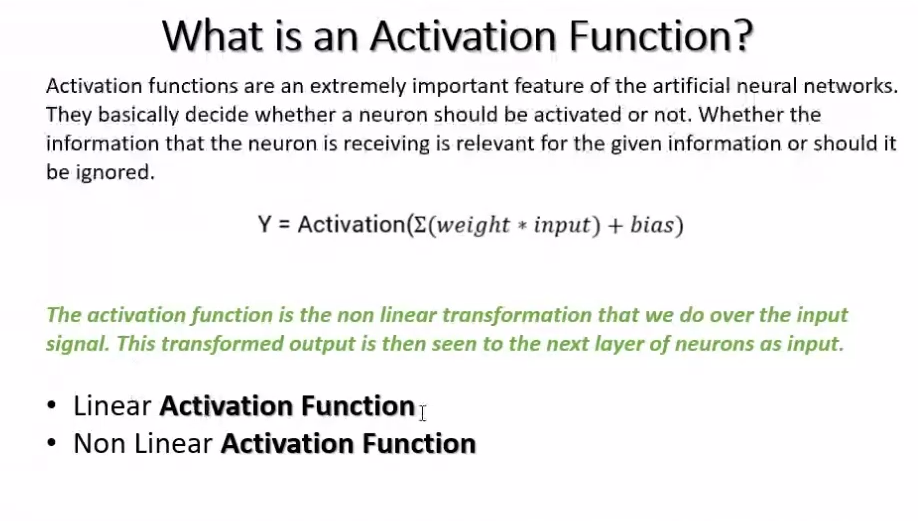 What is an Activation Function?
Activation functions are an extremely important feature of the artificial neural networks.
They basically decide whether a neuron should be activated or not. Whether the
information that the neuron is receiving is relevant for the given information or should it
be ignored.
Y = Activation(Σ(weight * input) + bias)
The activation function is the non linear transformation that we do over the input
signal. This transformed output is then seen to the next layer of neurons as input.
• Linear Activation Function
• Non Linear Activation Function